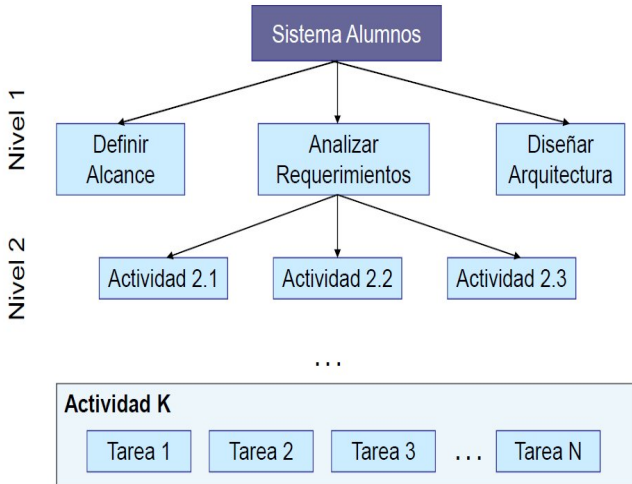 Sistema Alumnos
Nivel 1
Definir
Alcance
Analizar
Requerimientos
Diseñar
Arquitectura
Nivel 2
Actividad 2.1
Actividad 2.2
Actividad 2.3
...
Actividad K
Tarea 1
Tarea 2
Tarea 3
...
Tarea N